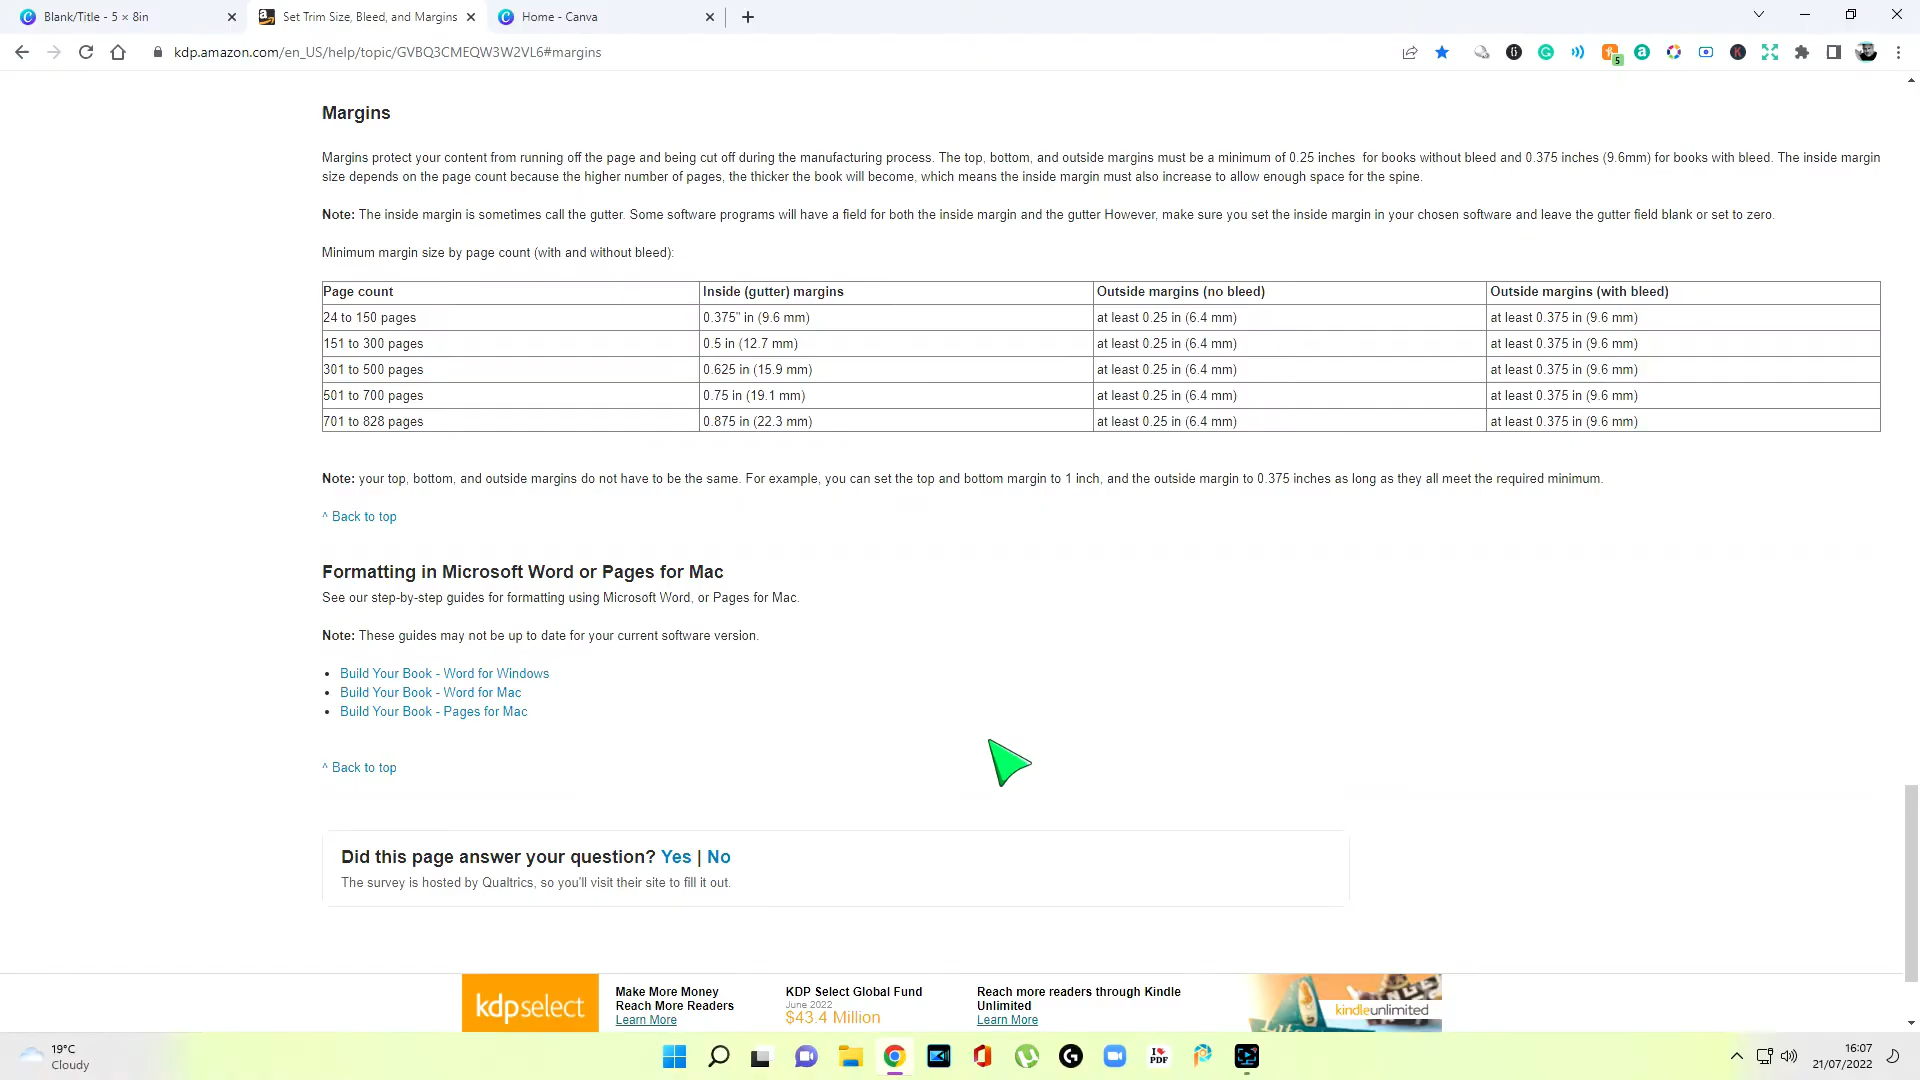 Blank/Title - 5 × 8in
Set Trim Size, Bleed, and Margins
Home - Canva
kdp.amazon.com/en_US/help/topic/GVBQ3CMEQW3W2VL6#margins
5
Margins
Margins protect your content from running off the page and being cut off during the manufacturing process. The top, bottom, and outside margins must be a minimum of 0.25 inches for books without bleed and 0.375 inches (9.6mm) for books with bleed. The inside margin
size depends on the page count because the higher number of pages, the thicker the book will become, which means the inside margin must also increase to allow enough space for the spine.
Note: The inside margin is sometimes call the gutter. Some software programs will have a field for both the inside margin and the gutter However, make sure you set the inside margin in your chosen software and leave the gutter field blank or set to zero.
Minimum margin size by page count (with and without bleed):
Page count Inside (gutter) margins Outside margins (no bleed) Outside margins (with bleed)
24 to 150 pages 0.375" in (9.6 mm) at least 0.25 in (6.4 mm) at least 0.375 in (9.6 mm)
151 to 300 pages 0.5 in (12.7 mm) at least 0.25 in (6.4 mm) at least 0.375 in (9.6 mm)
301 to 500 pages 0.625 in (15.9 mm) at least 0.25 in (6.4 mm) at least 0.375 in (9.6 mm)
501 to 700 pages 0.75 in (19.1 mm) at least 0.25 in (6.4 mm) at least 0.375 in (9.6 mm)
701 to 828 pages 0.875 in (22.3 mm) at least 0.25 in (6.4 mm) at least 0.375 in (9.6 mm)
Note: your top, bottom, and outside margins do not have to be the same. For example, you can set the top and bottom margin to 1 inch, and the outside margin to 0.375 inches as long as they all meet the required minimum.
^ Back to top
Formatting in Microsoft Word or Pages for Mac
See our step-by-step guides for formatting using Microsoft Word, or Pages for Mac.
Note: These guides may not be up to date for your current software version.
• Build Your Book - Word for Windows
• Build Your Book - Word for Mac
• Build Your Book - Pages for Mac
^ Back to top
Did this page answer your question? Yes | No
The survey is hosted by Qualtrics, so you'll visit their site to fill it out.
kdpselect
Make More Money
Reach More Readers
Learn More
KDP Select Global Fund
June 2022
$43.4 Million
Reach more readers through Kindle
Unlimited
Learn More
kindleunlimited
19°C
Cloudy
I PDF
16:07
21/07/2022